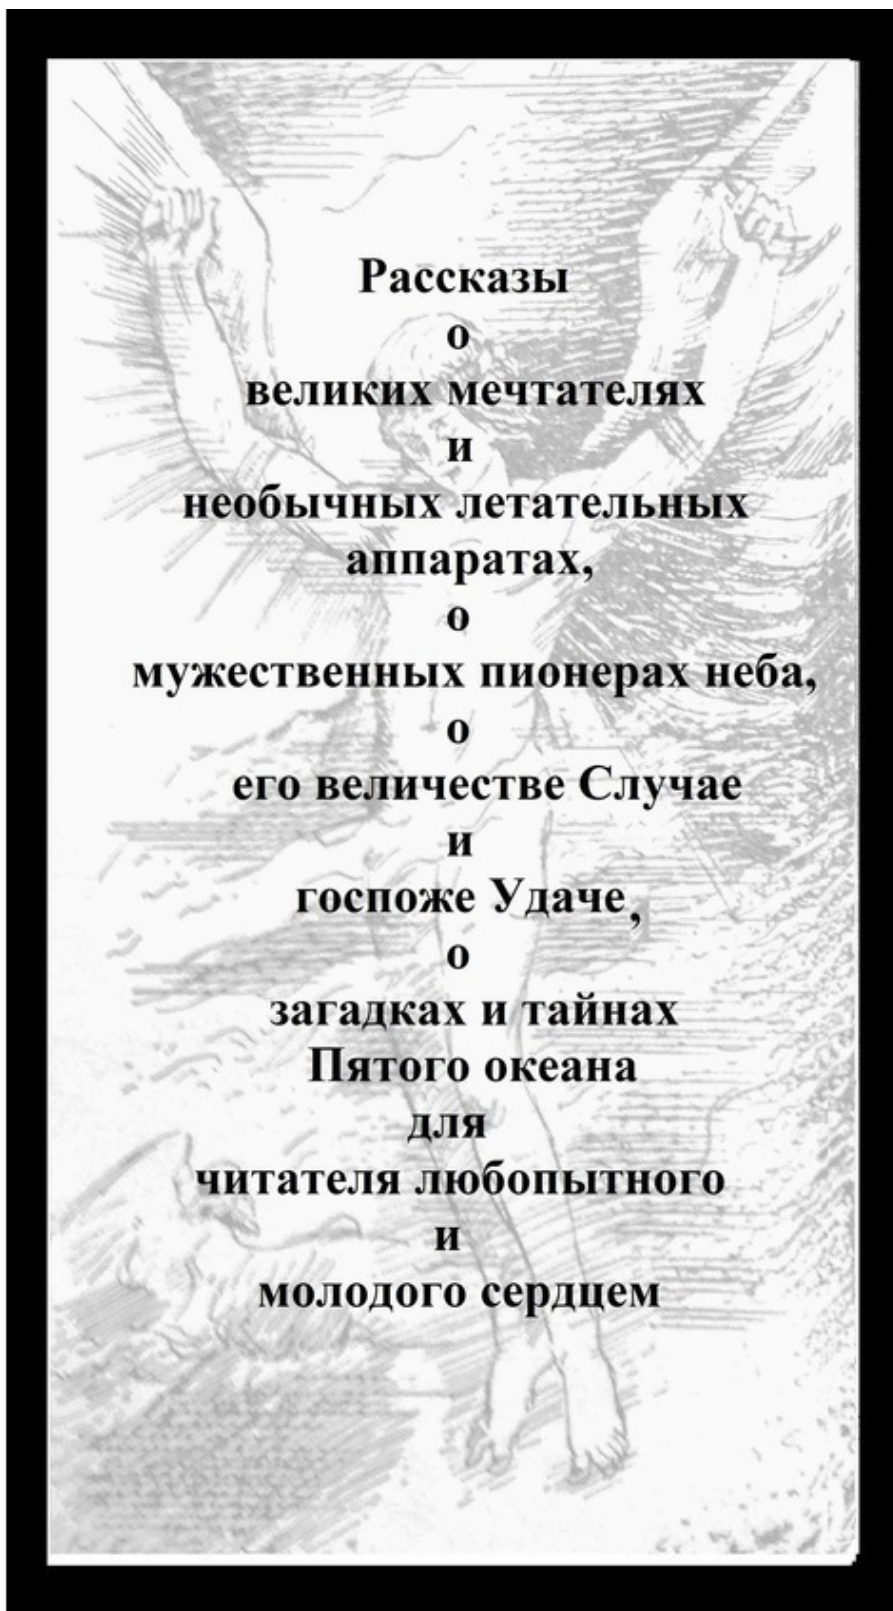 Рассказы
о
великих мечтателях
и
необычных летательных
аппаратах,
о
мужественных пионерах неба,
о
его величестве Случае
и
госпоже Удаче,
о
загадках и тайнах
Пятого океана
для
читателя любопытного
и
молодого сердцем